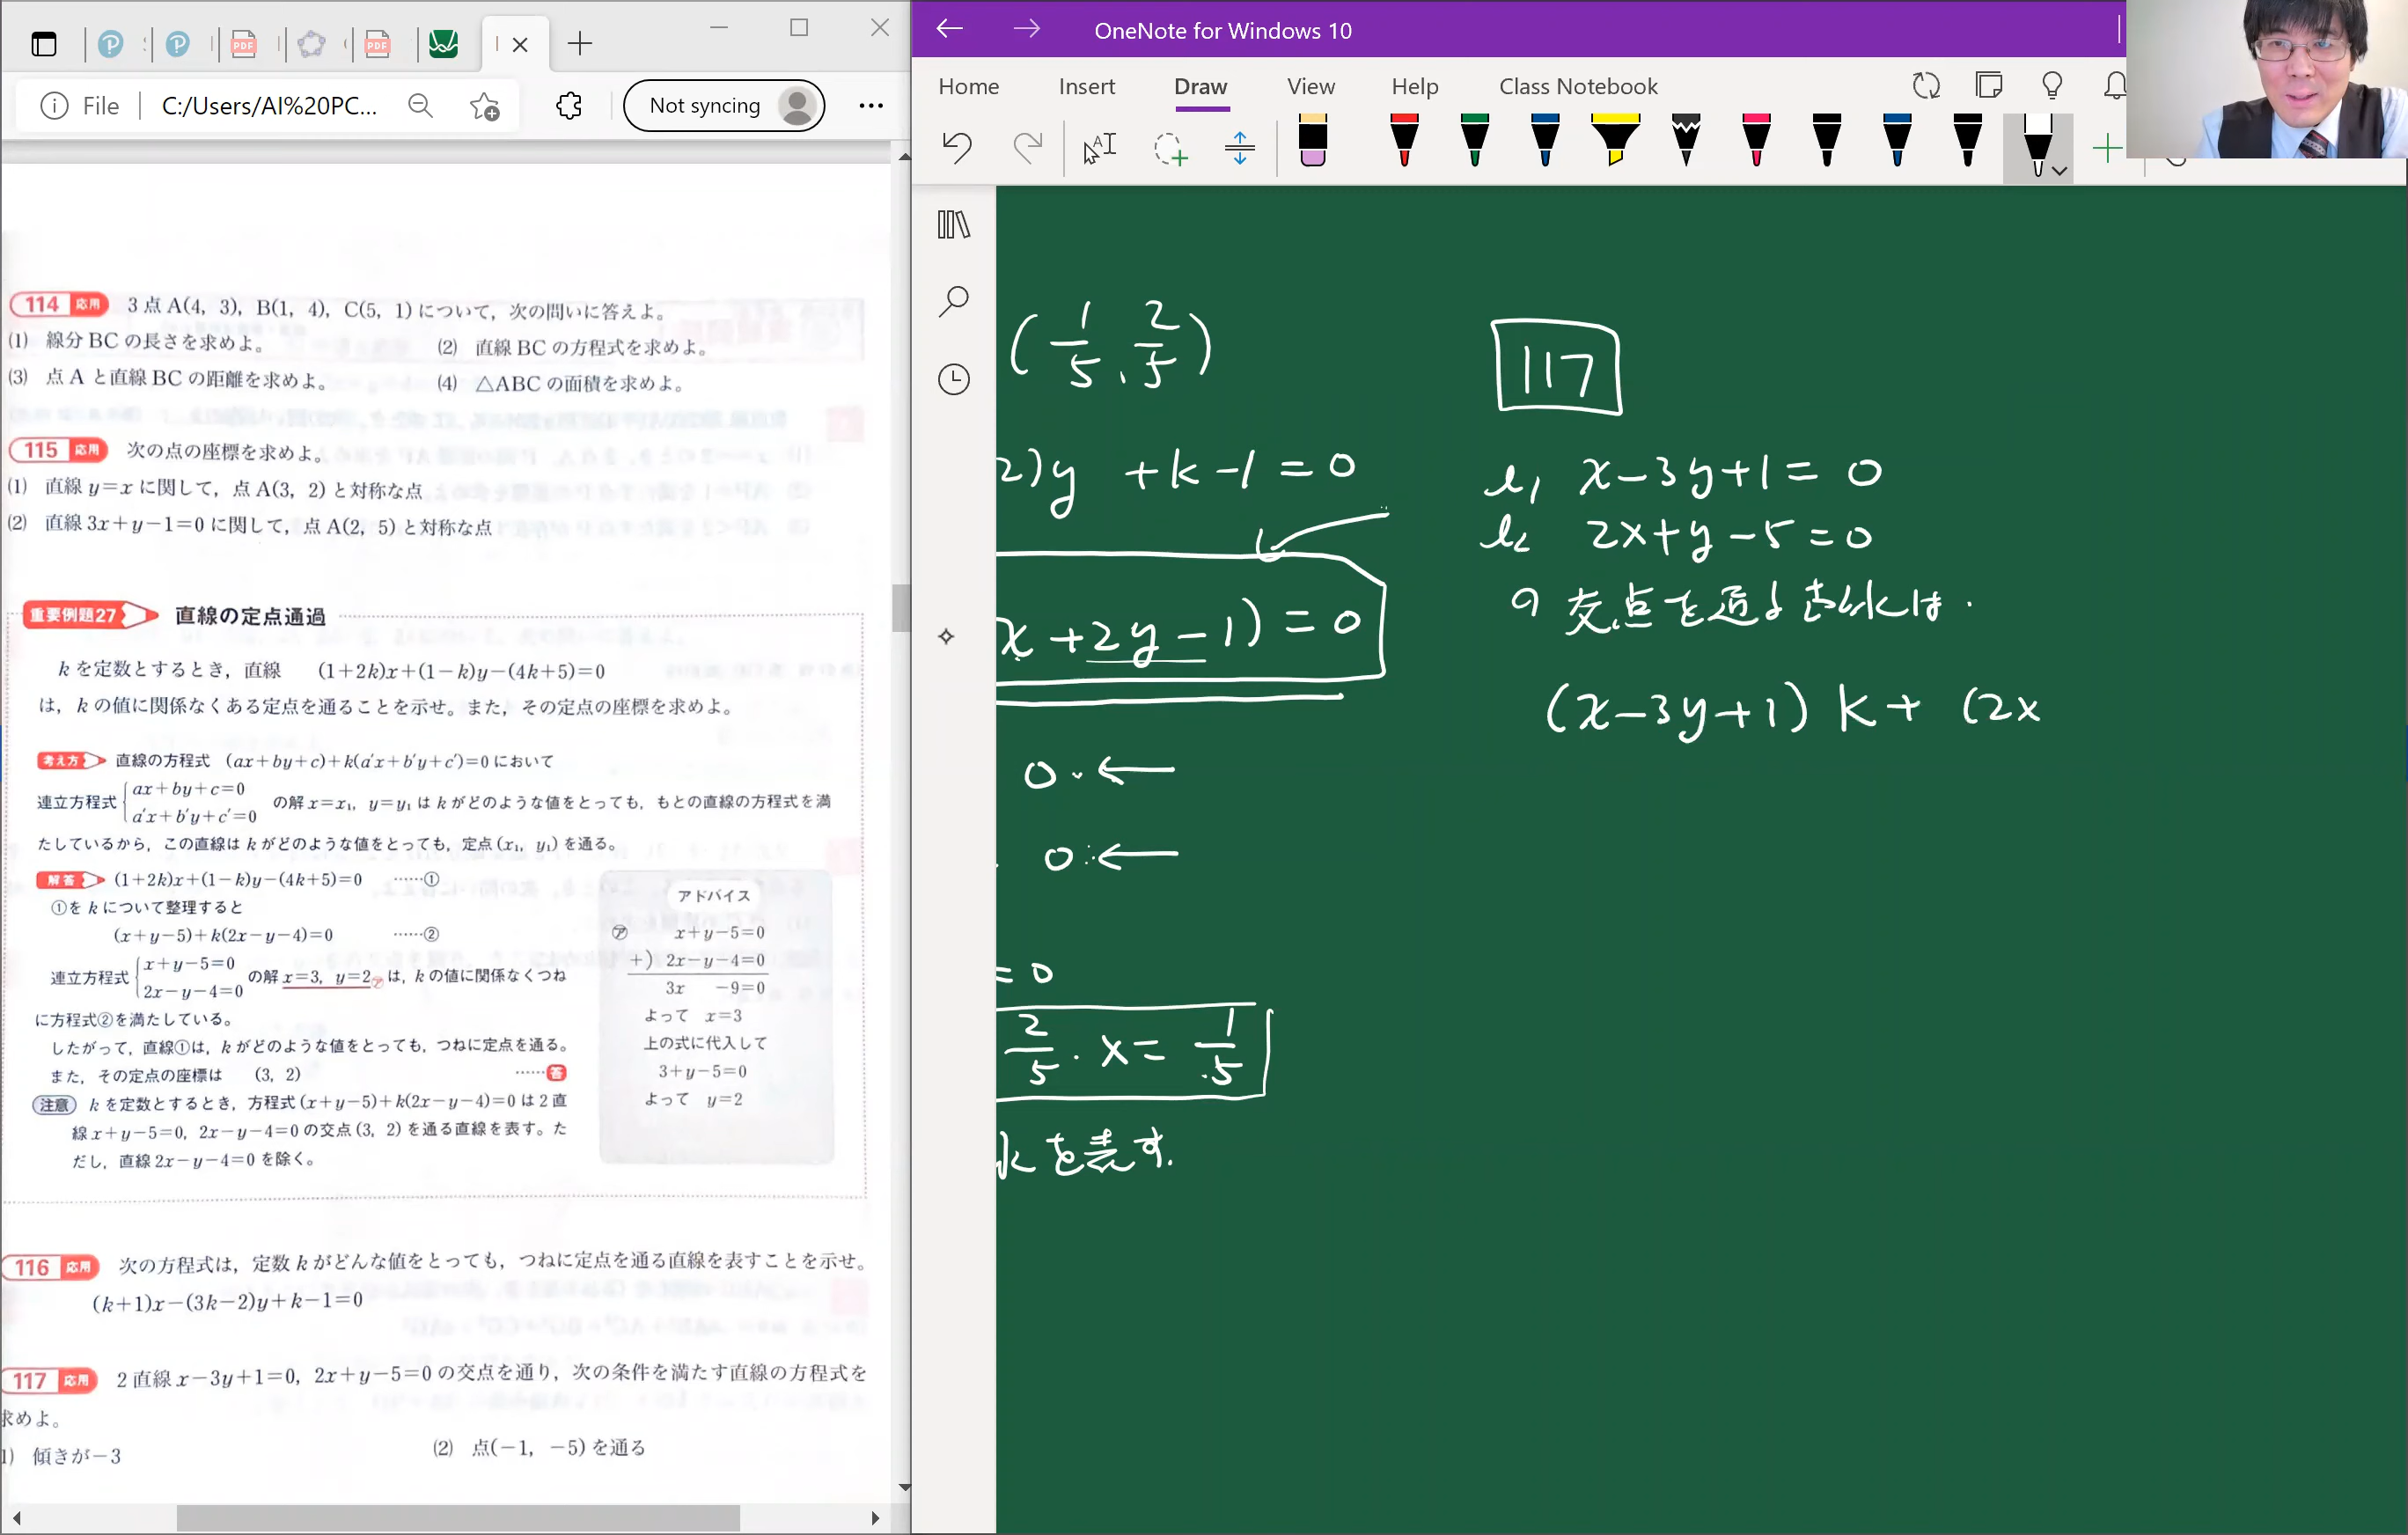 File C:/Users/AI%20PC... Not syncing
OneNote for Windows 10
Home Insert Draw View Help Class Notebook
114 応用 3点A(4, 3), B(1, 4), C(5, 1)について, 次の問いに答えよ。
(1) 線分BCの長さを求めよ。 (2) 直線BCの方程式を求めよ。
(3) 点Aと直線BCの距離を求めよ。 (4) △ABCの面積を求めよ。
115 応用 次の点の座標を求めよ。
(1) 直線y=xに関して, 点A(3, 2)と対称な点
(2) 直線3x+y−1=0に関して, 点A(2, 5)と対称な点
重要例題27 直線の定点通過
kを定数とするとき, 直線 (1+2k)x+(1−k)y−(4k+5)=0
は, kの値に関係なくある定点を通ることを示せ。また, その定点の座標を求めよ。
考え方 直線の方程式 (ax+by+c)+k(a′x+b′y+c′)=0において
連立方程式{ax+by+c=0
a′x+b′y+c′=0 の解x=x₁, y=y₁はkがどのような値をとっても, もとの直線の方程式を満
たしているから, この直線はkがどのような値をとっても, 定点(x₁, y₁)を通る。
解答 (1+2k)x+(1−k)y−(4k+5)=0 ……①
①をkについて整理すると
(x+y−5)+k(2x−y−4)=0 ……②
連立方程式{x+y−5=0
2x−y−4=0 の解x=3, y=2㋐は, kの値に関係なくつね
に方程式②を満たしている。
したがって, 直線①は, kがどのような値をとっても, つねに定点を通る。
また, その定点の座標は (3, 2) ……答
注意 kを定数とするとき, 方程式(x+y−5)+k(2x−y−4)=0は2直
線x+y−5=0, 2x−y−4=0の交点(3, 2)を通る直線を表す。た
だし, 直線2x−y−4=0を除く。
アドバイス
㋐ x+y−5=0
+) 2x−y−4=0
3x −9=0
よって x=3
上の式に代入して
3+y−5=0
よって y=2
116 応用 次の方程式は, 定数kがどんな値をとっても, つねに定点を通る直線を表すことを示せ。
(k+1)x−(3k−2)y+k−1=0
117 応用 2直線x−3y+1=0, 2x+y−5=0の交点を通り, 次の条件を満たす直線の方程式を
求めよ。
1) 傾きが−3 (2) 点(−1, −5)を通る
(1/5, 2/5)
2)y +k-1=0
x+2y-1)=0
0. ←
0 ←
=0
2/5. x=1/5
を表す.
117
l₁ x-3y+1=0
l₂ 2x+y-5=0
の交点を通る直線は.
(x-3y+1)k+(2x